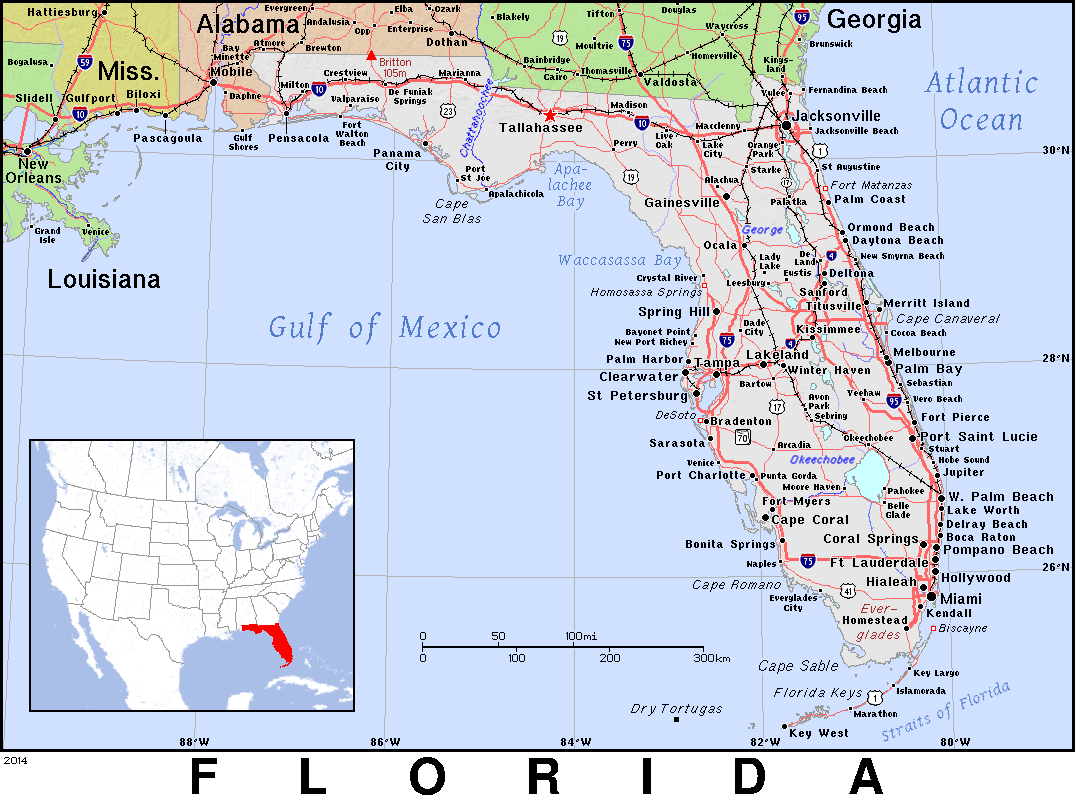 Hattiesburg
Evergreen
Elba
Ozark
Andalusia
Opp
Enterprise
Alabama
Dothan
Blakely
Tifton
Douglas
Waycross
95
Georgia
Brunswick
Bogalusa
59
Miss.
Bay
Minette
Atmore
Brewton
Mobile
Britton
105m
19
Moultrie
75
Homerville
Bainbridge
Cairo
Thomasville
Valdosta
Kings-
land
Yulee
Fernandina Beach
Atlantic
Ocean
Slidell
Gulfport
Biloxi
10
Daphne
Milton
10
Crestview
Marianna
Valparaiso
De Funiak
Springs
23
Chattahoochee
Madison
Tallahassee
10
Live
Oak
Macclenny
Lake
City
Jacksonville
Jacksonville Beach
Orange
Park
1
Pascagoula
Gulf
Shores
Pensacola
Fort
Walton
Beach
Panama
City
Perry
Port
St Joe
Apalachicola
Apa-
lachee
Bay
19
Starke
St Augustine
30°N
New
Orleans
Grand
Isle
Venice
Cape
San Blas
Alachua
Gainesville
17
Palatka
Fort Matanzas
Palm Coast
Louisiana
George
Ormond Beach
Daytona Beach
Ocala
Waccasassa Bay
Lady
Lake
De-
Land
4
New Smyrna Beach
Crystal River
Homosassa Springs
Leesburg
Eustis
Deltona
Sanford
Titusville
Merritt Island
Cape Canaveral
Gulf of Mexico
Spring Hill
Bayonet Point
New Port Richey
75
Dade
City
4
Kissimmee
Cocoa Beach
Palm Harbor
Clearwater
Tampa
Lakeland
Winter Haven
Melbourne
Palm Bay
28°N
St Petersburg
Bartow
Sebastian
DeSoto
Bradenton
17
Avon
Park
Sebring
Yeehaw
95
Vero Beach
Fort Pierce
Sarasota
70
Arcadia
Okeechobee
Port Saint Lucie
Stuart
Venice
Okeechobee
Hobe Sound
Jupiter
Port Charlotte
Punta Gorda
Moore Haven
Pahokee
W. Palm Beach
Fort Myers
Belle
Glade
Lake Worth
Cape Coral
Delray Beach
Bonita Springs
Coral Springs
Boca Raton
Pompano Beach
Naples
75
Ft Lauderdale
26°N
Cape Romano
Hialeah
Hollywood
Everglades
City
41
Miami
Ever-
glades
Homestead
Kendall
Biscayne
0
50
100mi
0
100
200
300km
Cape Sable
Key Largo
Florida Keys
1
Islamorada
Dry Tortugas
Marathon
Key West
Straits of Florida
88°W
86°W
84°W
82°W
80°W
2014
FLORIDA